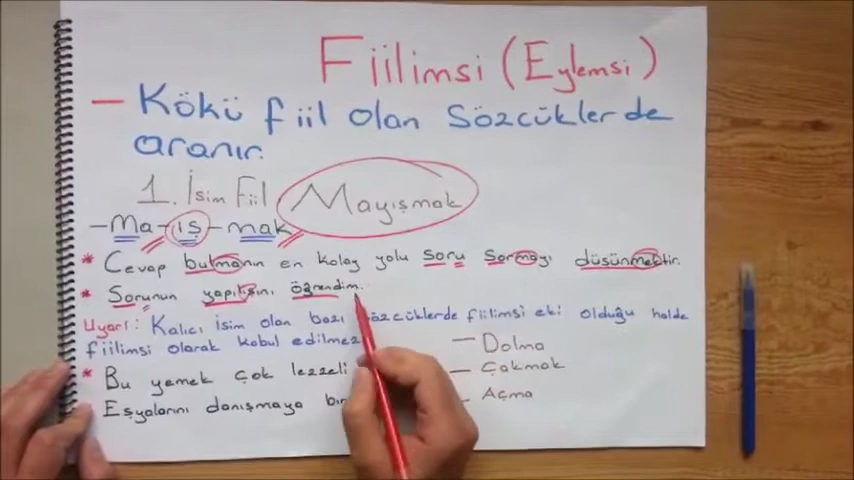 Fiilimsi (Eylemsi)
- Kökü fiil olan Sözcüklerde
aranır.
1. İsim Fiil
Mayışmak
-Ma-ış-mak
* Cevap bulmanın en kolay yolu soru sormayı düşünmektir.
* Sorunun yapılışını öğrendim.
Uyarı: Kalıcı isim olan bazı sözcüklerde fiilimsi eki olduğu halde
fiilimsi olarak kabul edilmez
* Bu yemek çok lezzetli
Eşyalarını danışmaya
- Dolma
- Çakmak
- Açma